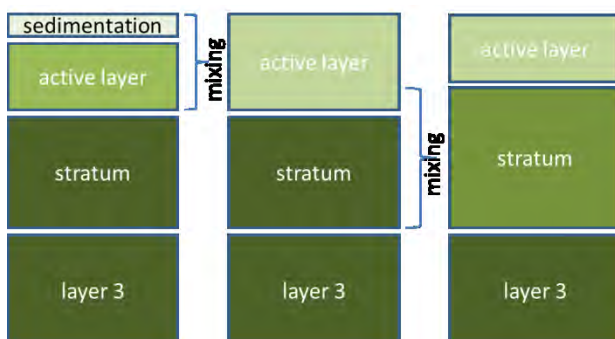 sedimentation
active layer
stratum
layer 3
mixing
active layer
stratum
layer 3
mixing
active layer
stratum
layer 3